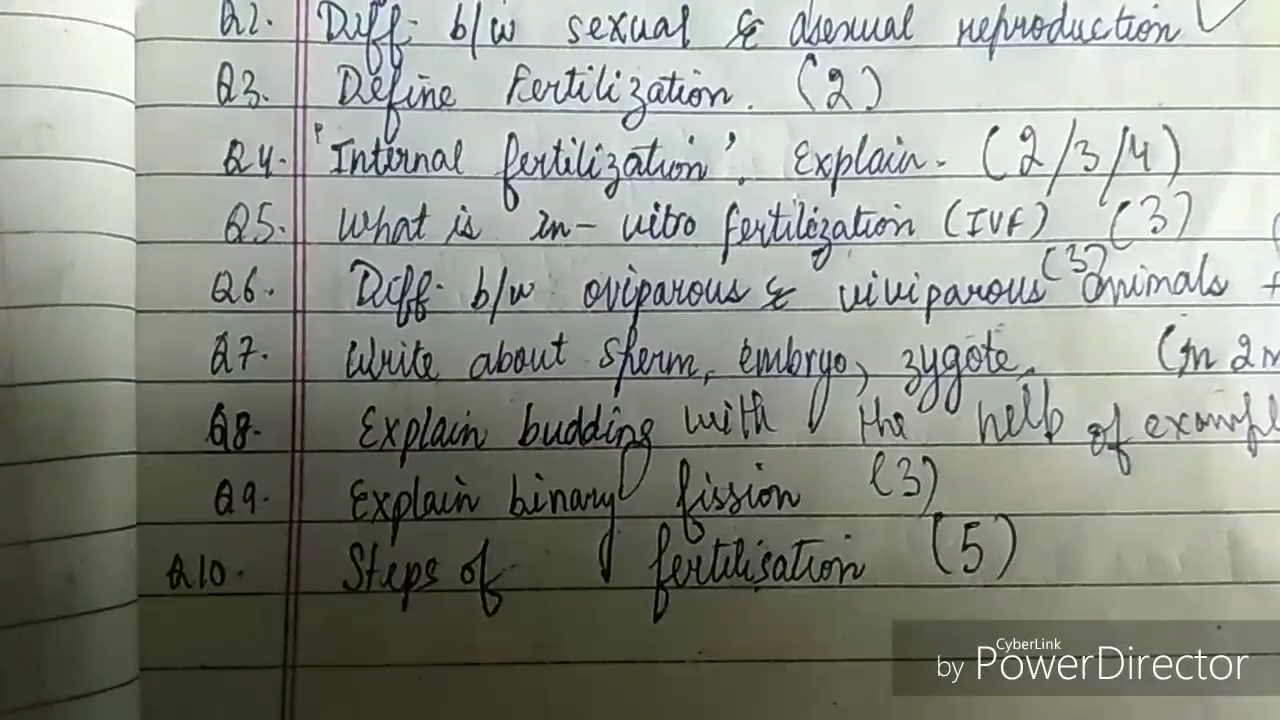 Q2. Diff. b/w sexual & asexual reproduction
Q3. Define Fertilization. (2)
Q4. 'Internal fertilization'. Explain. (2/3/4)
Q5. What is in-vitro fertilization (IVF) (3)
Q6. Diff. b/w oviparous & viviparous (3) animals +
Q7. Write about sperm, embryo, zygote. (in 2m
Q8. Explain budding with the help of example
Q9. Explain binary fission (3)
Q10. Steps of fertilisation (5)
CyberLink
by PowerDirector